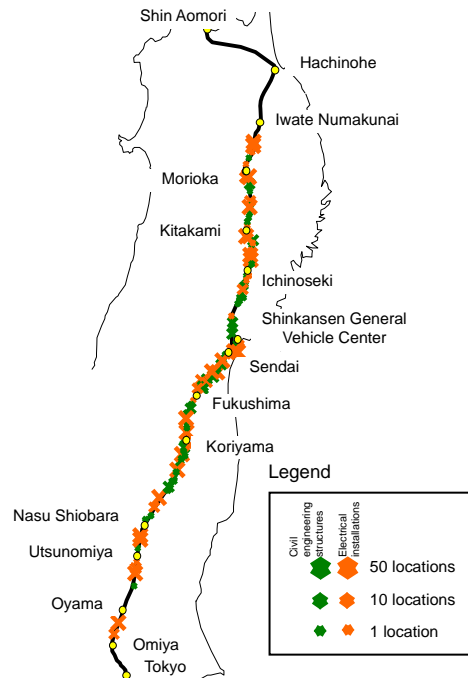 Shin Aomori
Hachinohe
Iwate Numakunai
Morioka
Kitakami
Ichinoseki
Shinkansen General
Vehicle Center
Sendai
Fukushima
Koriyama
Legend
Nasu Shiobara
Utsunomiya
Oyama
Omiya
Tokyo
Civil
engineering
structures
Electrical
installations
50 locations
10 locations
1 location